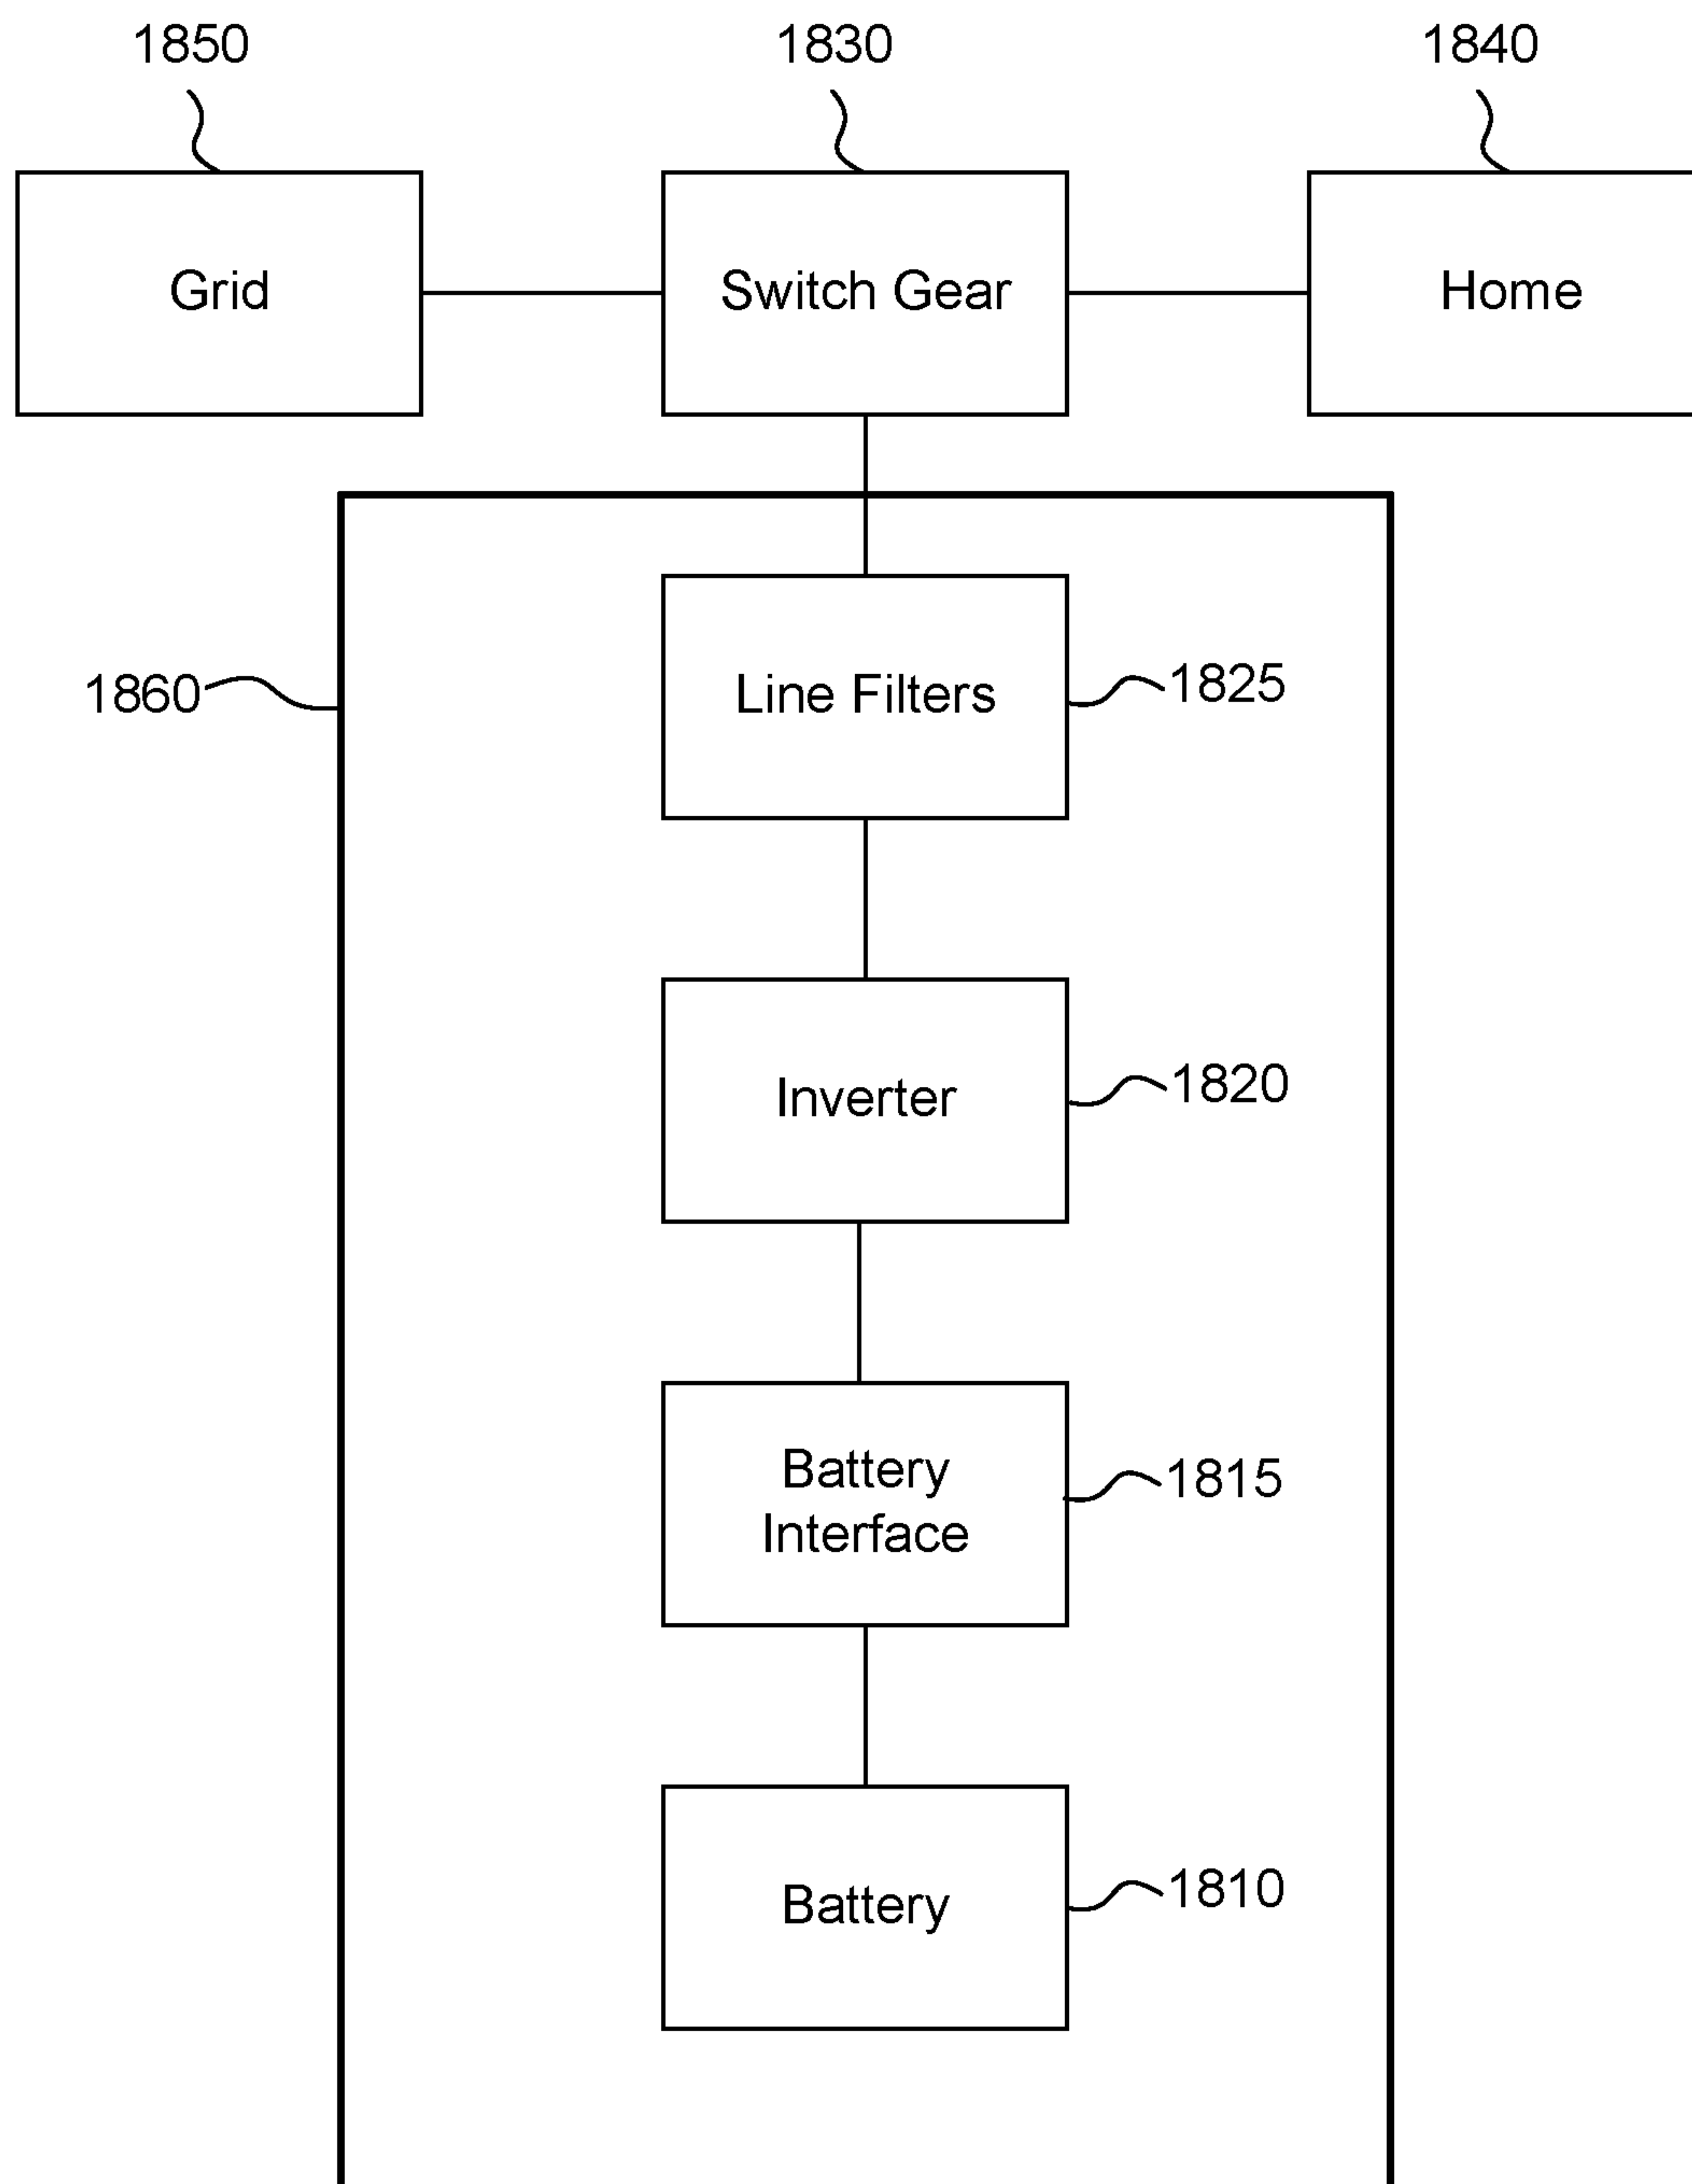 1850
1830
1840
Grid
Switch Gear
Home
1860
Line Filters
1825
Inverter
1820
Battery
Interface
1815
Battery
1810